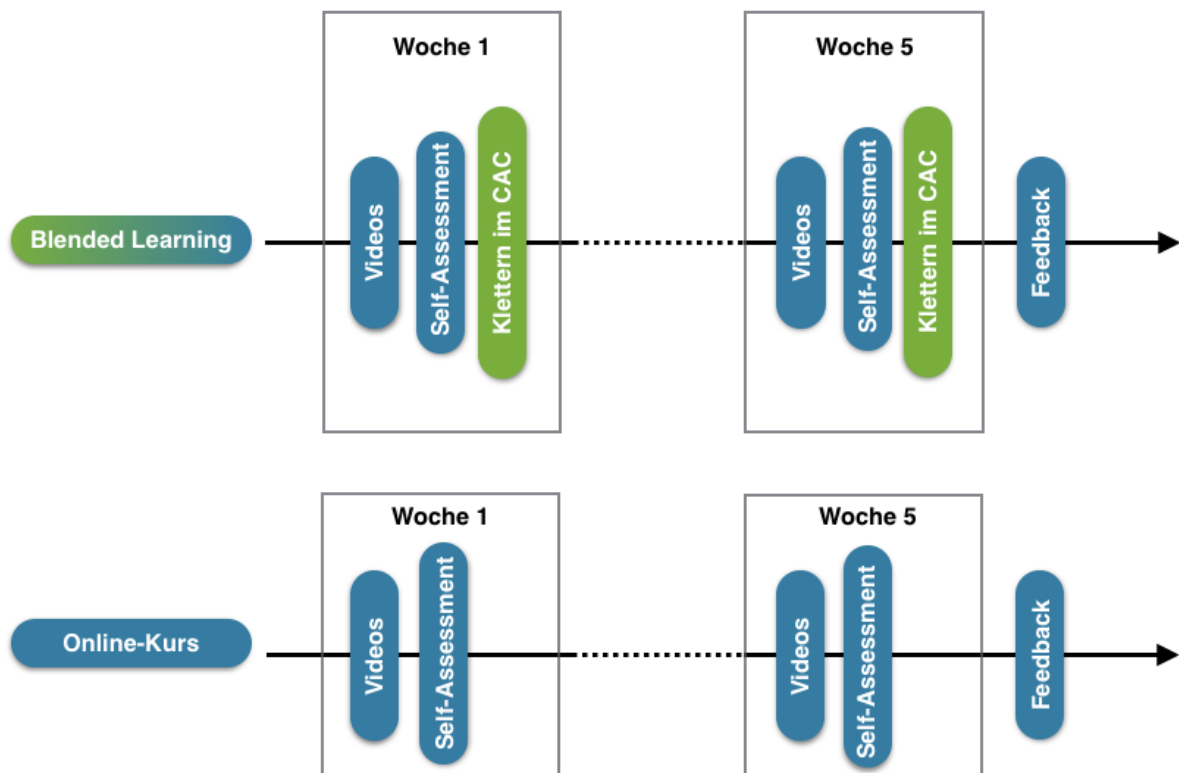 Woche 1
Woche 5
Blended Learning
Videos
Self-Assessment
Klettern im CAC
Videos
Self-Assessment
Klettern im CAC
Feedback
Woche 1
Woche 5
Online-Kurs
Videos
Self-Assessment
Videos
Self-Assessment
Feedback